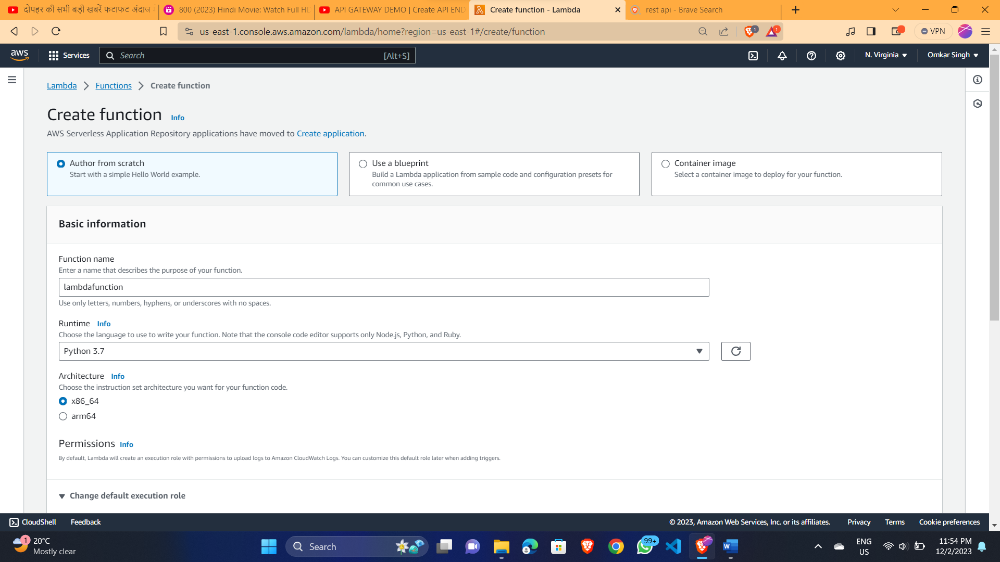 दोपहर की सभी बड़ी खबरें फटाफट अंदाज
800 (2023) Hindi Movie: Watch Full HD
API GATEWAY DEMO | Create API END
Create function - Lambda
rest api - Brave Search
us-east-1.console.aws.amazon.com/lambda/home?region=us-east-1#/create/function
1
1
VPN
aws
Services
Search
[Alt+S]
N. Virginia
Omkar Singh
Lambda
Functions
Create function
Create function
Info
AWS Serverless Application Repository applications have moved to Create application.
Author from scratch
Start with a simple Hello World example.
Use a blueprint
Build a Lambda application from sample code and configuration presets for
common use cases.
Container image
Select a container image to deploy for your function.
Basic information
Function name
Enter a name that describes the purpose of your function.
lambdafunction
Use only letters, numbers, hyphens, or underscores with no spaces.
Runtime
Info
Choose the language to use to write your function. Note that the console code editor supports only Node.js, Python, and Ruby.
Python 3.7
Architecture
Info
Choose the instruction set architecture you want for your function code.
x86_64
arm64
Permissions
Info
By default, Lambda will create an execution role with permissions to upload logs to Amazon CloudWatch Logs. You can customize this default role later when adding triggers.
Change default execution role
CloudShell
Feedback
© 2023, Amazon Web Services, Inc. or its affiliates.
Privacy
Terms
Cookie preferences
1
20°C
Mostly clear
Search
99+
ENG
US
11:54 PM
12/2/2023